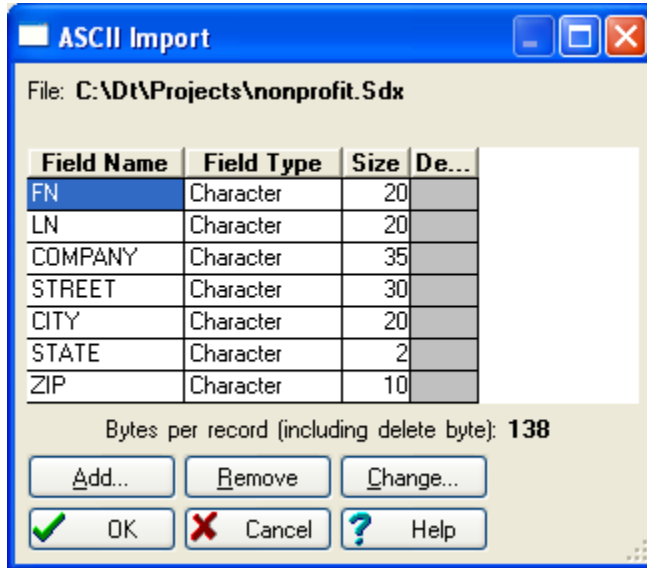 ASCII Import
File: C:\Dt\Projects\nonprofit.Sdx
Field Name Field Type Size De...
FN Character 20
LN Character 20
COMPANY Character 35
STREET Character 30
CITY Character 20
STATE Character 2
ZIP Character 10
Bytes per record (including delete byte): 138
Add... Remove Change...
OK Cancel ? Help